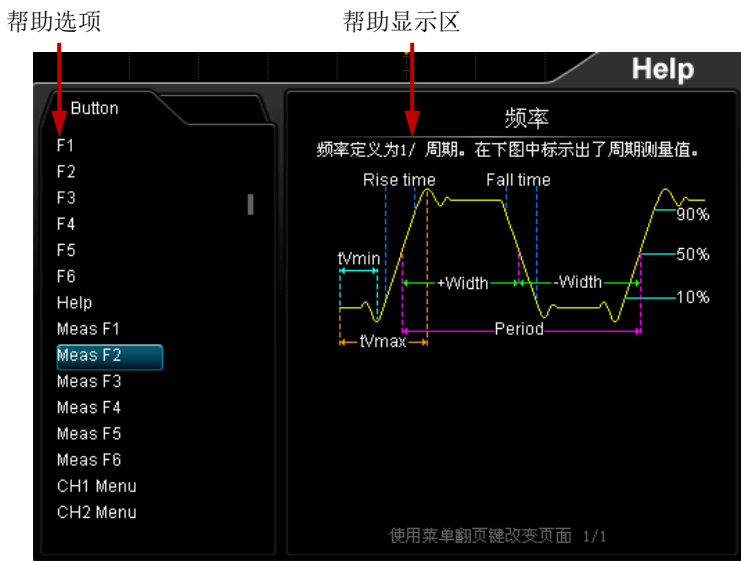 帮助选项
帮助显示区
Help
Button
F1
F2
F3
F4
F5
F6
Help
Meas F1
Meas F2
Meas F3
Meas F4
Meas F5
Meas F6
CH1 Menu
CH2 Menu
频率
频率定义为1/ 周期。在下图中标示出了周期测量值。
Rise time
Fall time
90%
tVmin
50%
+Width
-Width
10%
Period
tVmax
使用菜单翻页键改变页面 1/1